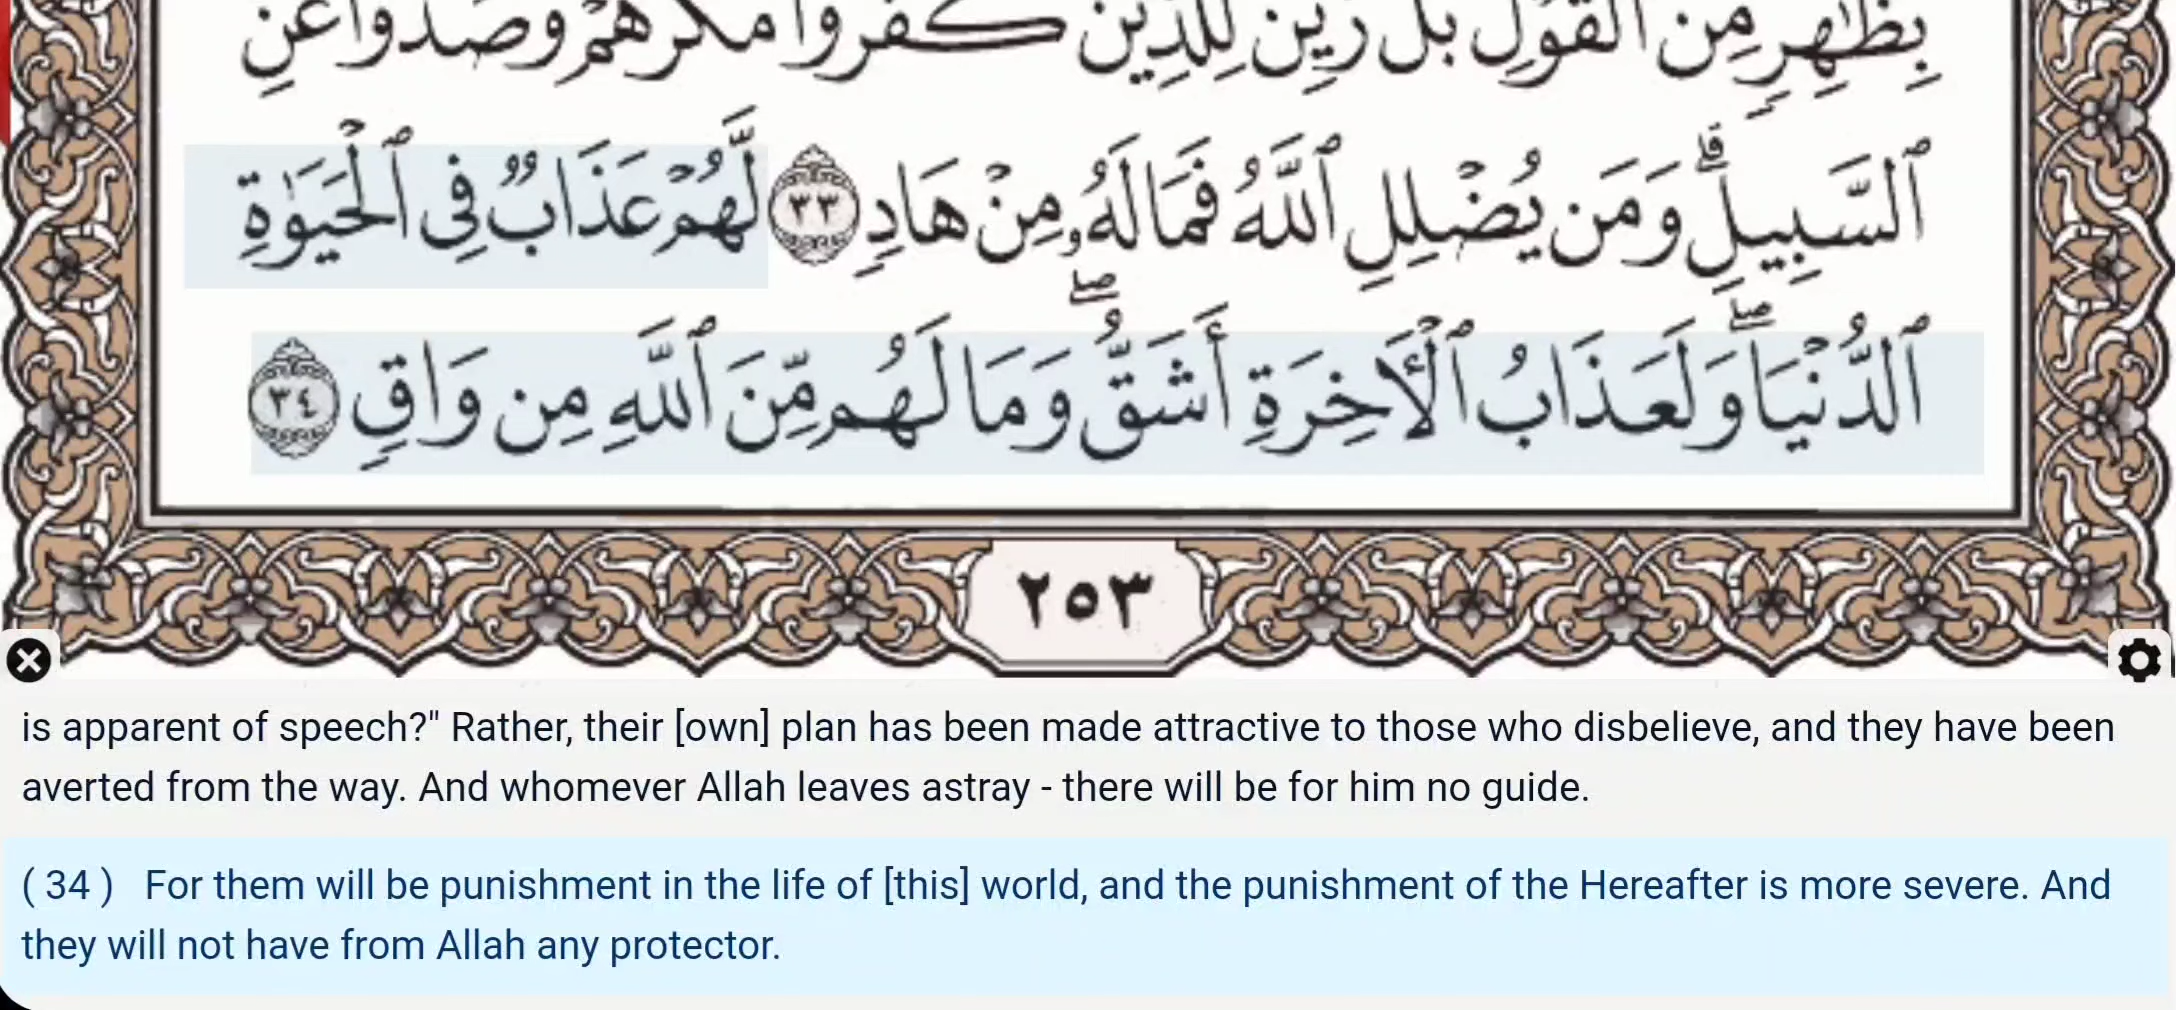 بِظَٰهِرٍ مِّنَ ٱلْقَوْلِ بَلْ زُيِّنَ لِلَّذِينَ كَفَرُوا۟ مَكْرُهُمْ وَصُدُّوا۟ عَنِ
ٱلسَّبِيلِ ۗ وَمَن يُضْلِلِ ٱللَّهُ فَمَا لَهُۥ مِنْ هَادٍ ٣٣ لَّهُمْ عَذَابٌ فِى ٱلْحَيَوٰةِ
ٱلدُّنْيَا ۖ وَلَعَذَابُ ٱلْءَاخِرَةِ أَشَقُّ ۖ وَمَا لَهُم مِّنَ ٱللَّهِ مِن وَاقٍ ٣٤
٢٥٣
is apparent of speech?" Rather, their [own] plan has been made attractive to those who disbelieve, and they have been
averted from the way. And whomever Allah leaves astray - there will be for him no guide.
( 34 ) For them will be punishment in the life of [this] world, and the punishment of the Hereafter is more severe. And
they will not have from Allah any protector.